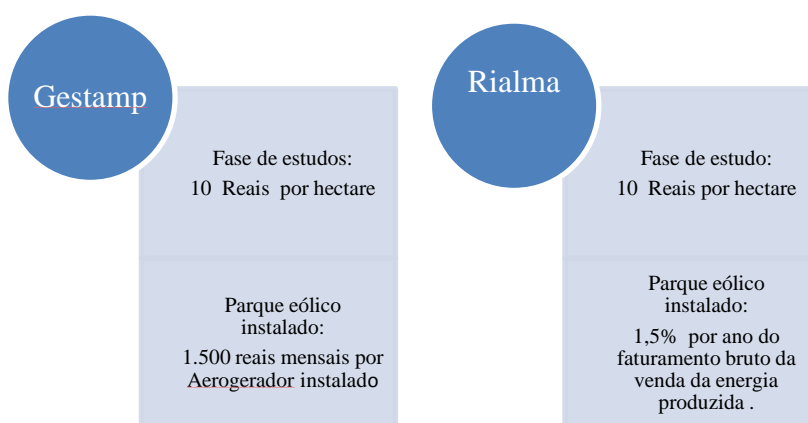 Gestamp
Fase de estudos:
10 Reais por hectare
Parque eólico
instalado:
1.500 reais mensais por
Aerogerador instalado
Rialma
Fase de estudo:
10 Reais por hectare
Parque eólico
instalado:
1,5% por ano do
faturamento bruto da
venda da energia
produzida .